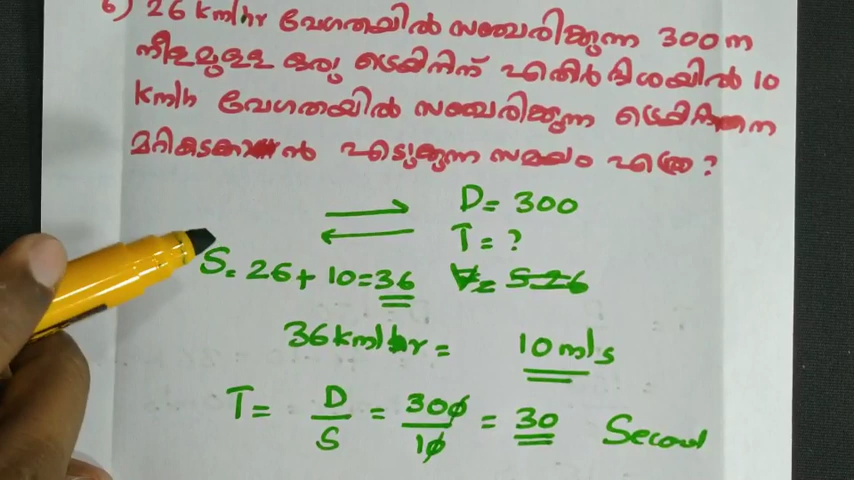 6) 26 km/hr വേഗതയിൽ സഞ്ചരിക്കുന്ന 300 m
നീളമുള്ള ഒരു ട്രെയിനിന് എതിർ ദിശയിൽ 10
km/h വേഗതയിൽ സഞ്ചരിക്കുന്ന
മറികടക്കാൻ എടുക്കുന്ന സമയം എത്ര?
D = 300
T = ?
S = 26 + 10 = 36
36 km/hr = 10 m/s
T = D/S = 300/10 = 30 Second